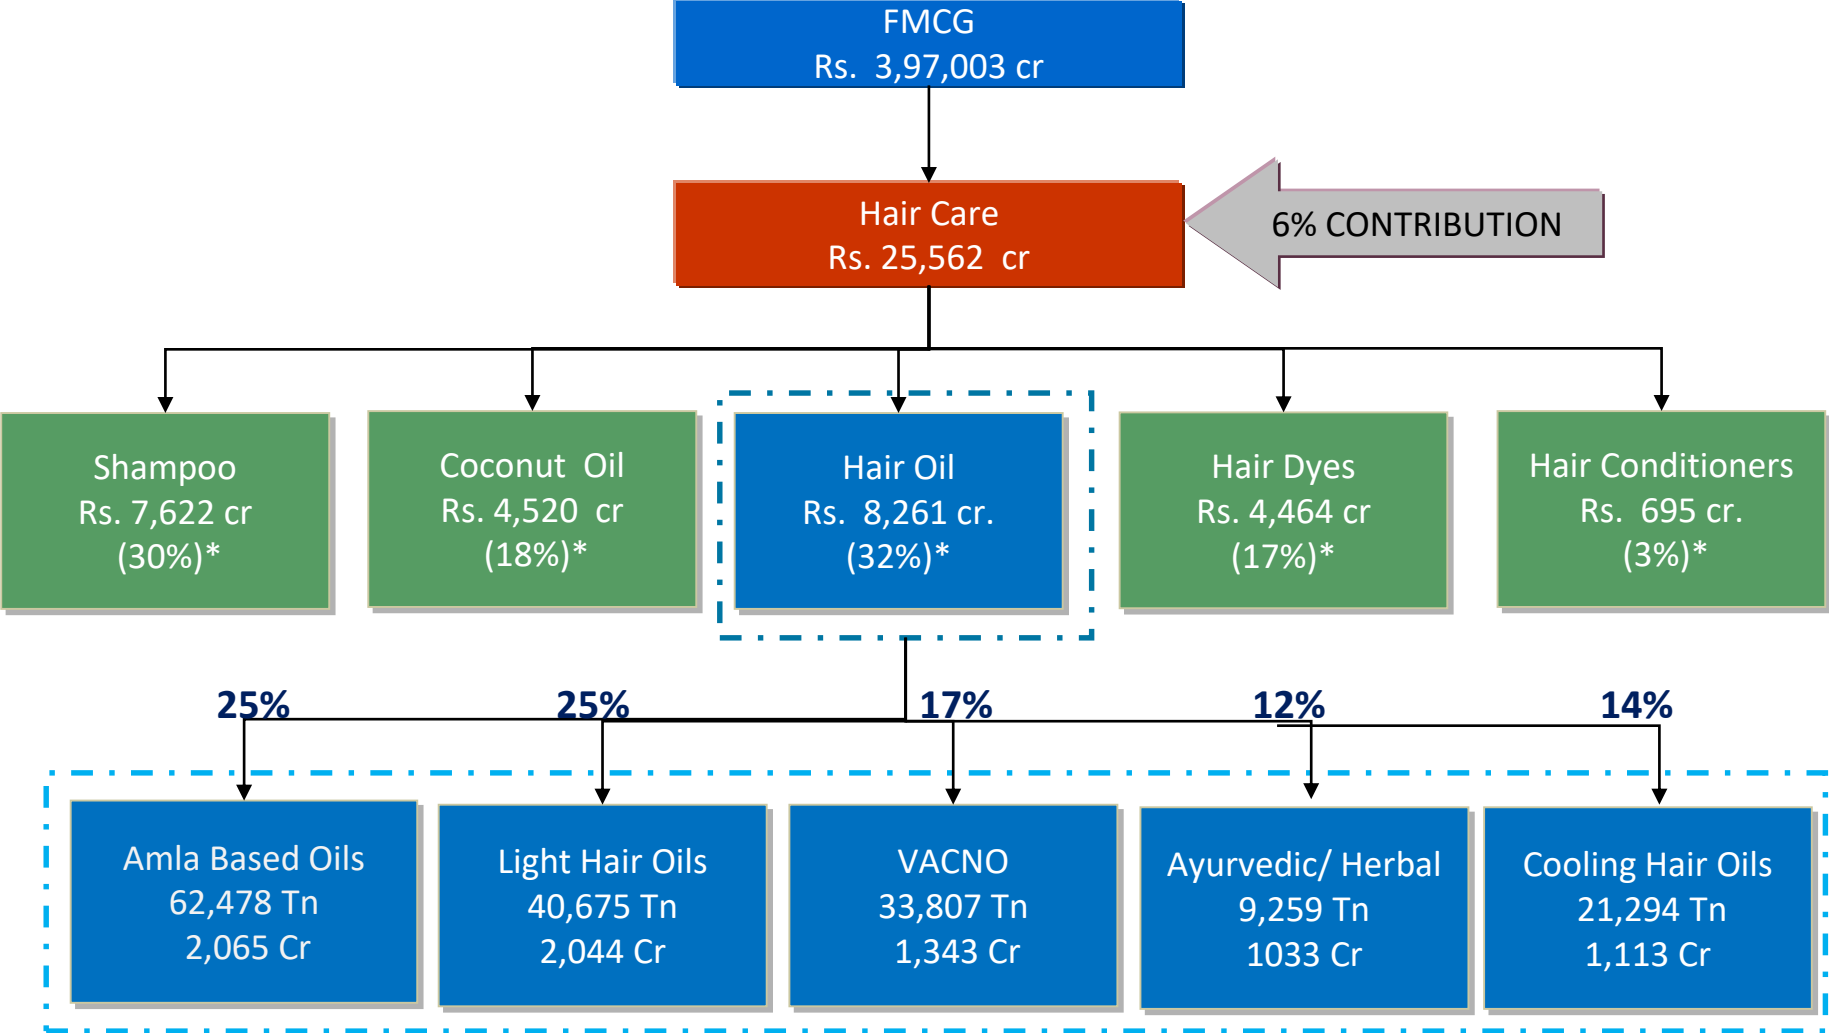 FMCG
Rs. 3,97,003 cr
Hair Care
Rs. 25,562 cr
6% CONTRIBUTION
Shampoo
Rs. 7,622 cr
(30%)*
Coconut Oil
Rs. 4,520 cr
(18%)*
Hair Oil
Rs. 8,261 cr.
(32%)*
Hair Dyes
Rs. 4,464 cr
(17%)*
Hair Conditioners
Rs. 695 cr.
(3%)*
25%
25%
17%
12%
14%
Amla Based Oils
62,478 Tn
2,065 Cr
Light Hair Oils
40,675 Tn
2,044 Cr
VACNO
33,807 Tn
1,343 Cr
Ayurvedic/ Herbal
9,259 Tn
1033 Cr
Cooling Hair Oils
21,294 Tn
1,113 Cr